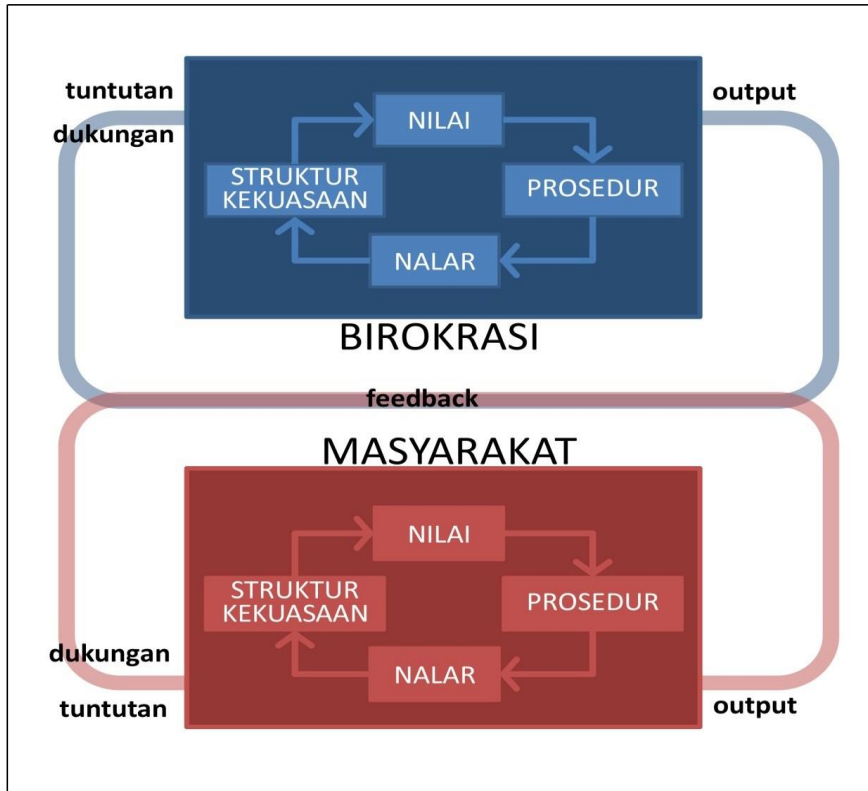 tuntutan
dukungan
output
NILAI
STRUKTUR
KEKUASAAN
PROSEDUR
NALAR
BIROKRASI
feedback
MASYARAKAT
NILAI
STRUKTUR
KEKUASAAN
PROSEDUR
NALAR
dukungan
tuntutan
output